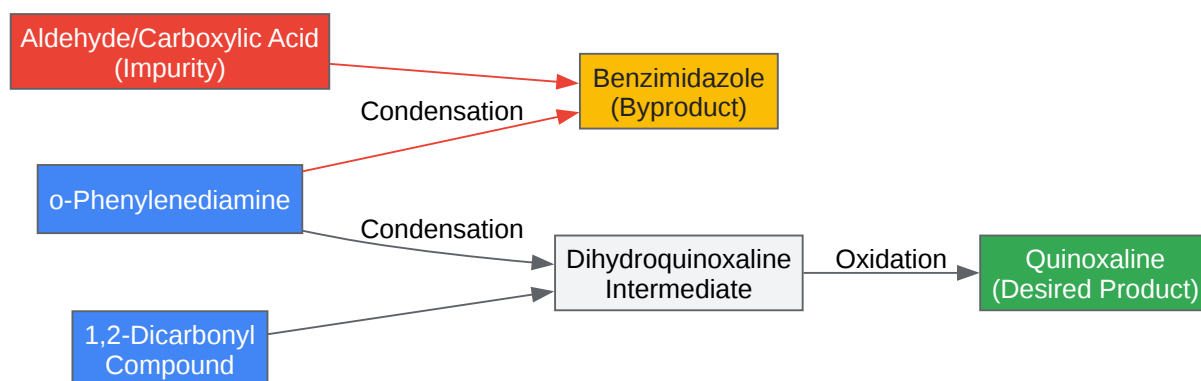 Aldehyde/Carboxylic Acid
(Impurity)
Benzimidazole
(Byproduct)
Condensation
o-Phenylenediamine
Condensation
Dihydroquinoxaline
Intermediate
Oxidation
Quinoxaline
(Desired Product)
1,2-Dicarbonyl
Compound